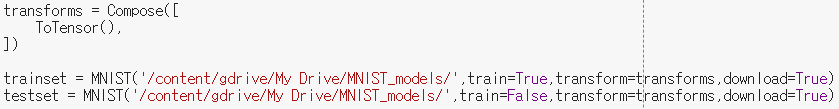 transforms = Compose([
    ToTensor(),
])

trainset = MNIST('/content/gdrive/My Drive/MNIST_models/',train=True,transform=transforms,download=True)
testset = MNIST('/content/gdrive/My Drive/MNIST_models/',train=False,transform=transforms,download=True)